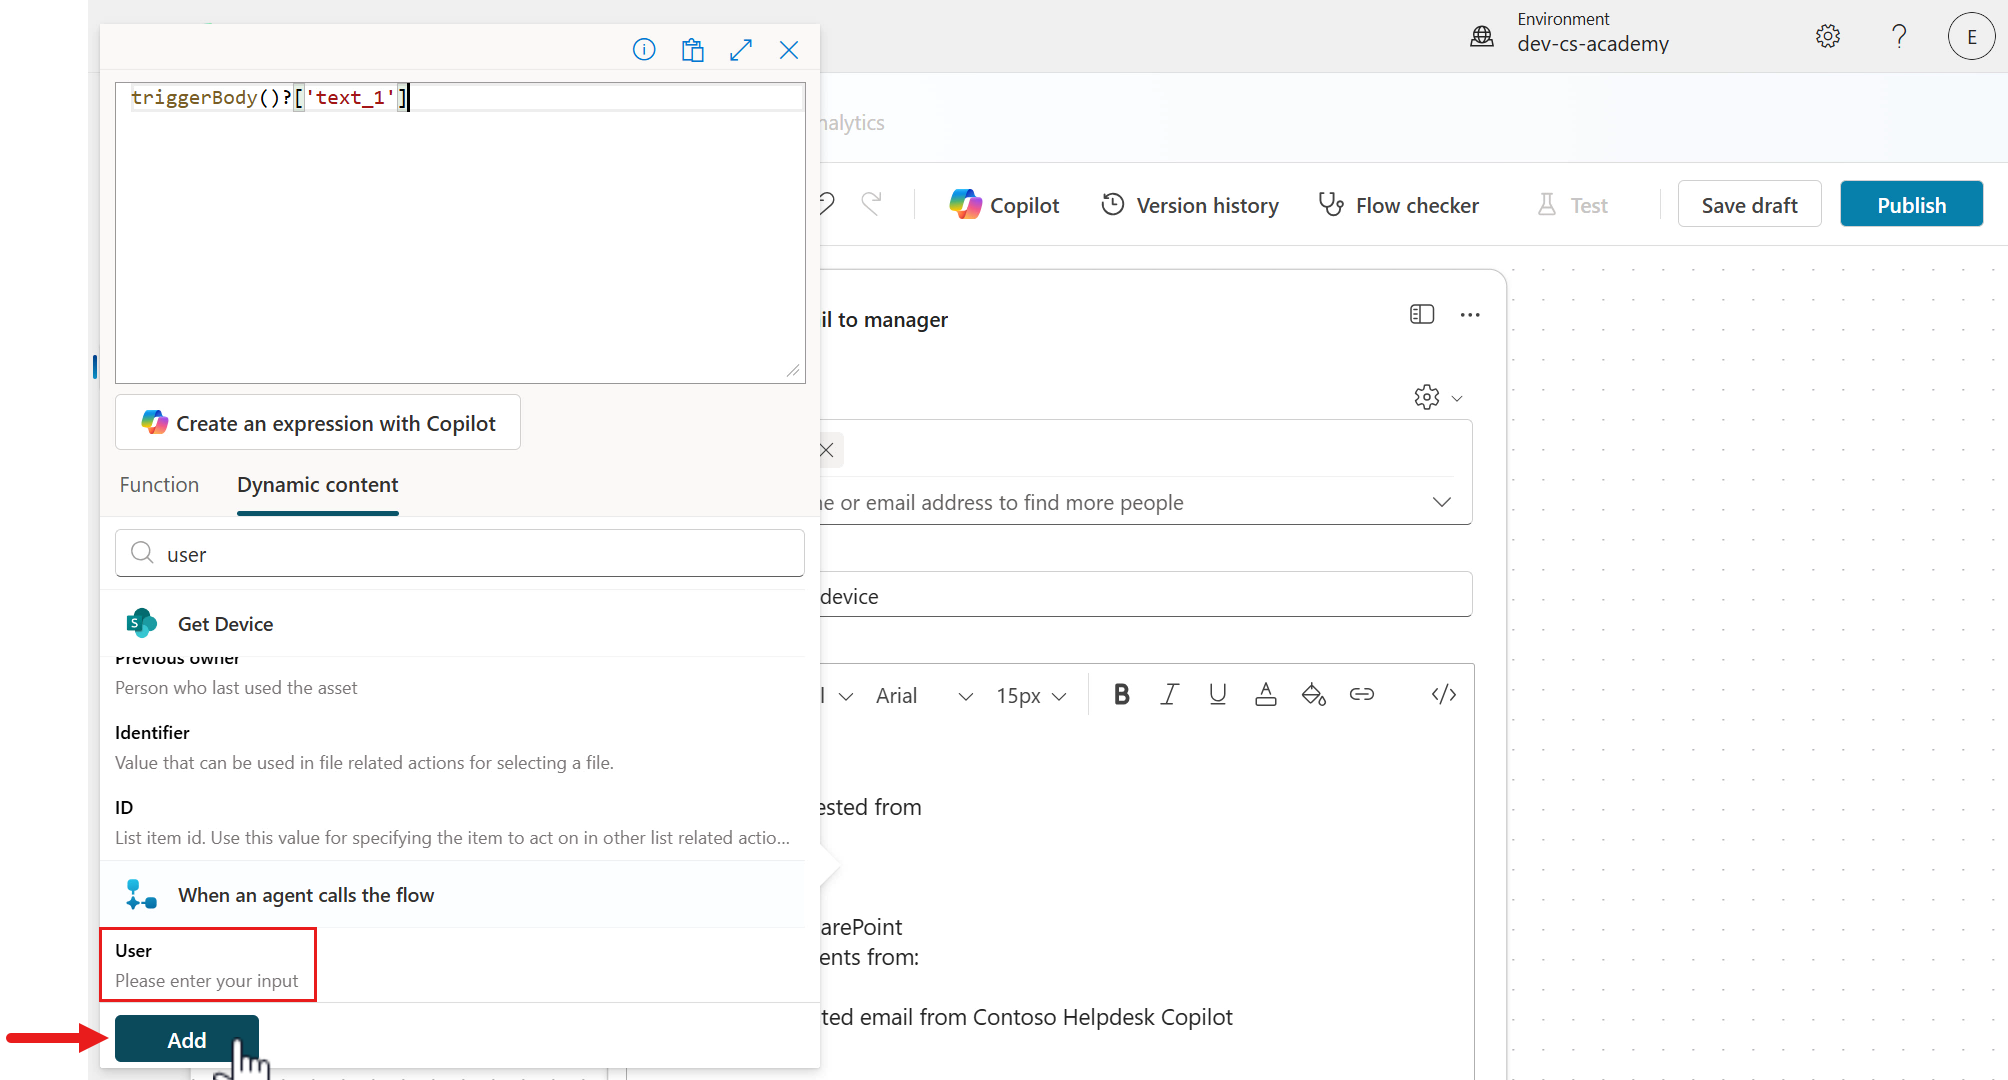 Environment
dev-cs-academy
E
triggerBody()?['text_1']
nalytics
Copilot
Version history
Flow checker
Test
Save draft
Publish
il to manager
Create an expression with Copilot
Function
Dynamic content
e or email address to find more people
user
device
Get Device
Previous owner
Person who last used the asset
l
Arial
15px
B
I
U
A
</>
Identifier
Value that can be used in file related actions for selecting a file.
ID
List item id. Use this value for specifying the item to act on in other list related actio...
ested from
When an agent calls the flow
arePoint
User
ents from:
Please enter your input
ted email from Contoso Helpdesk Copilot
Add